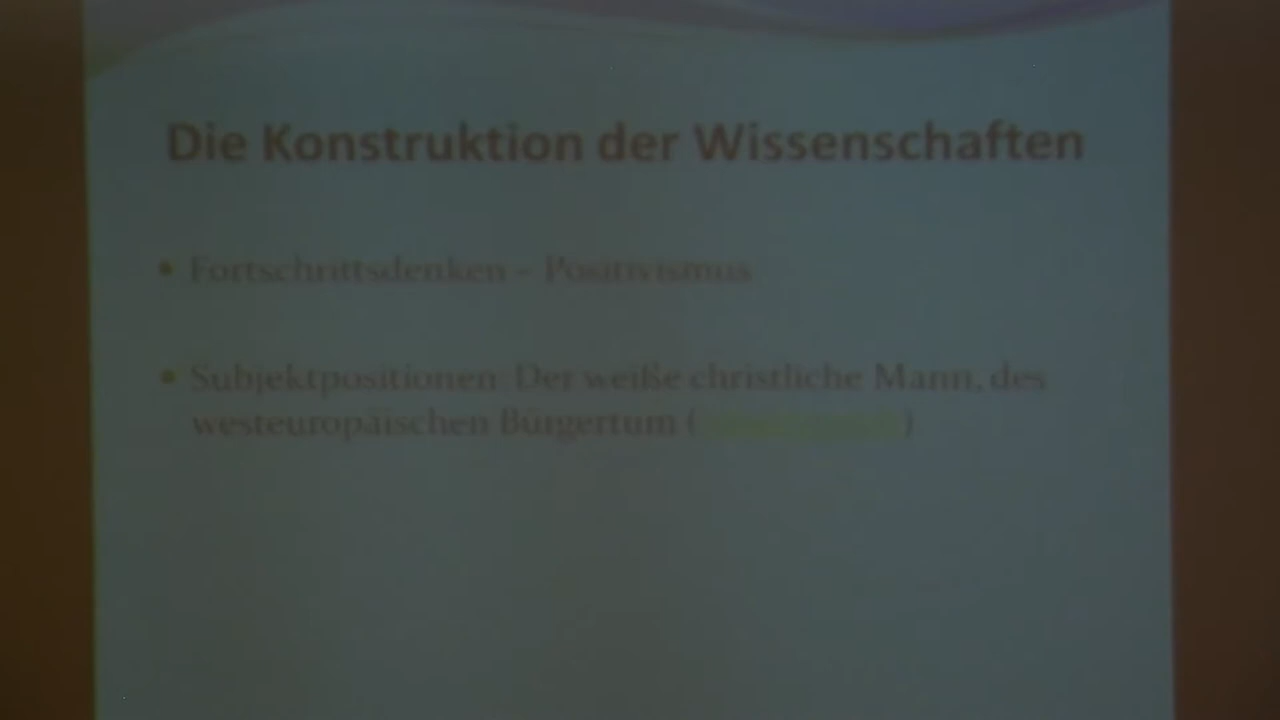 Die Konstruktion der Wissenschaften
• Fortschrittsdenken – Positivismus
• Subjektpositionen: Der weiße christliche Mann, des
westeuropäischen Bürgertum ( )